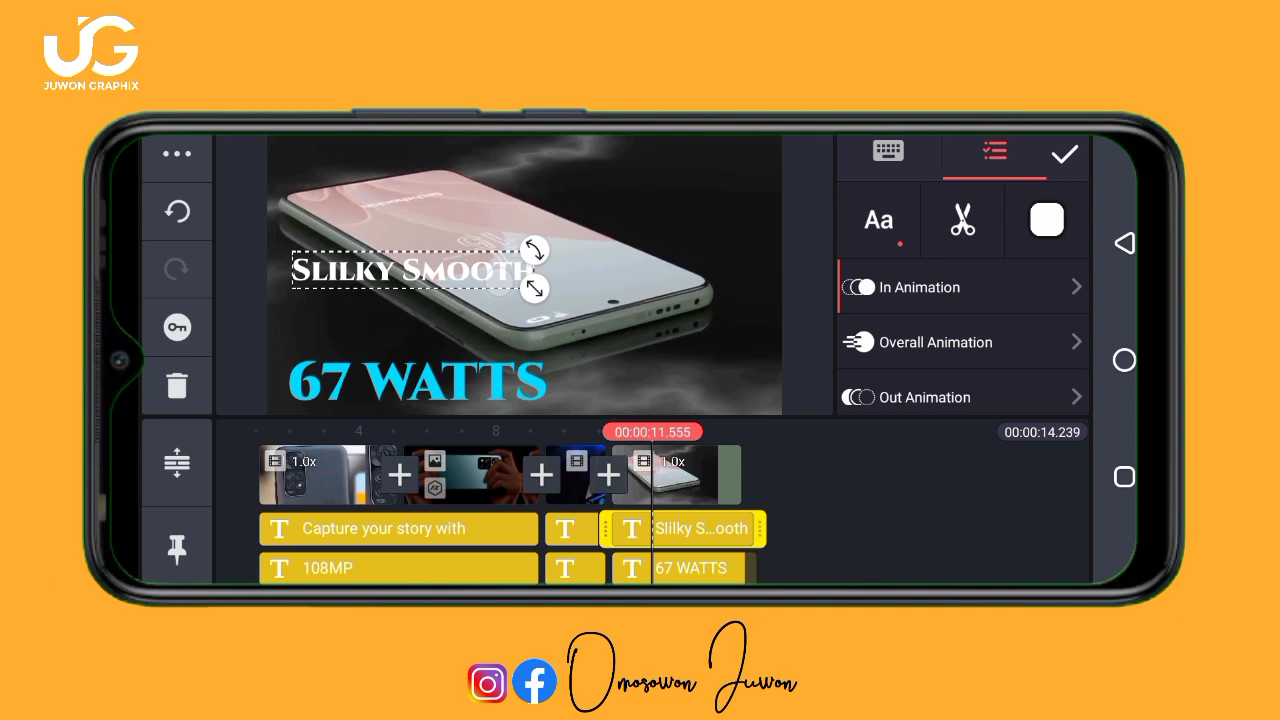 JG
JUWON GRAPHIX
SLILKY SMOOTH
67 WATTS
Aa
In Animation
Overall Animation
Out Animation
4
8
00:00:11.555
00:00:14.239
1.0x
1.0x
T Capture your story with
T
T Slilky S...ooth
T 108MP
T
T 67 WATTS
Omosowon Juwon